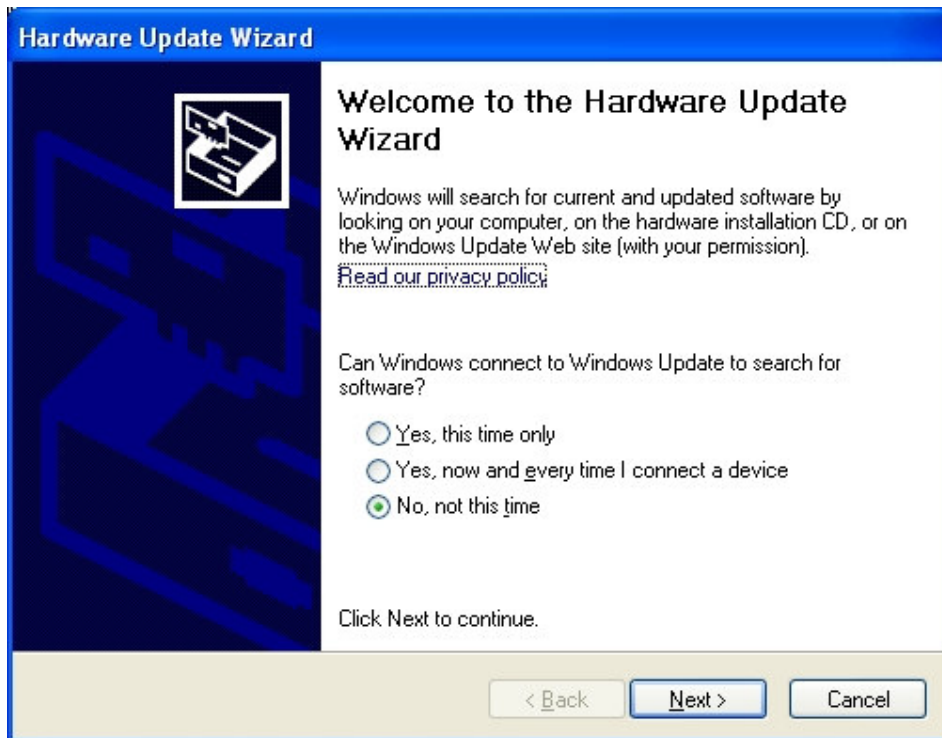 Hardware Update Wizard
Welcome to the Hardware Update
Wizard
Windows will search for current and updated software by
looking on your computer, on the hardware installation CD, or on
the Windows Update Web site (with your permission).
Read our privacy policy
Can Windows connect to Windows Update to search for
software?
Yes, this time only
Yes, now and every time I connect a device
No, not this time
Click Next to continue.
< Back
Next >
Cancel